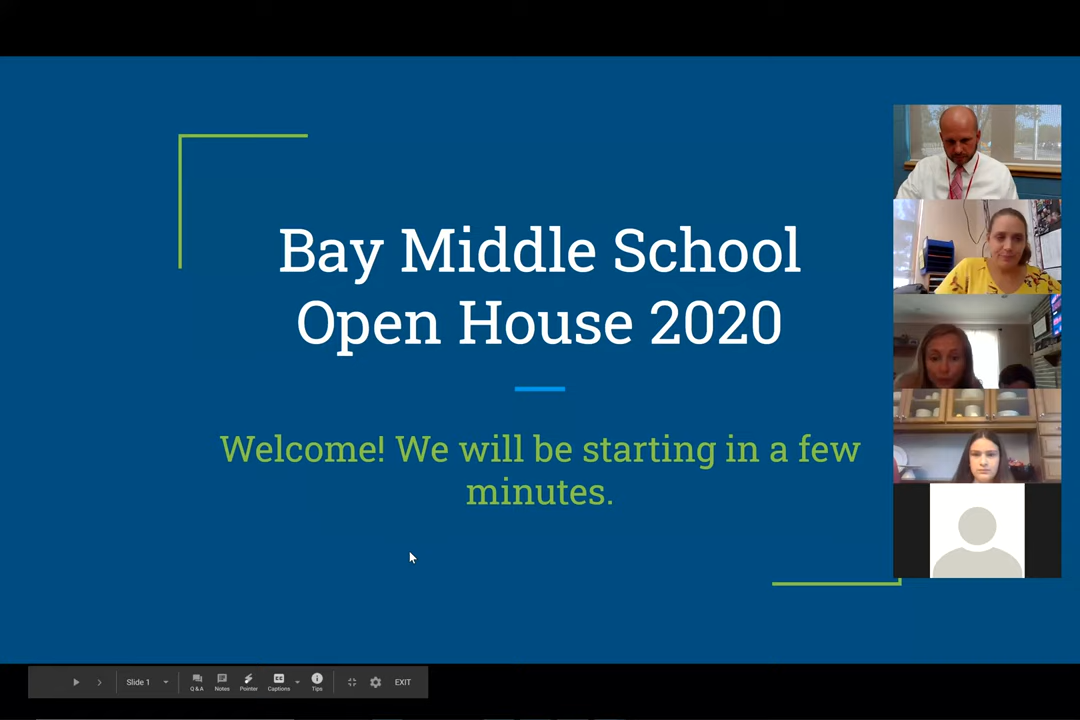 Bay Middle School
Open House 2020
Welcome! We will be starting in a few
minutes.
Slide 1
Q&A
Notes
Pointer
Captions
Tips
EXIT